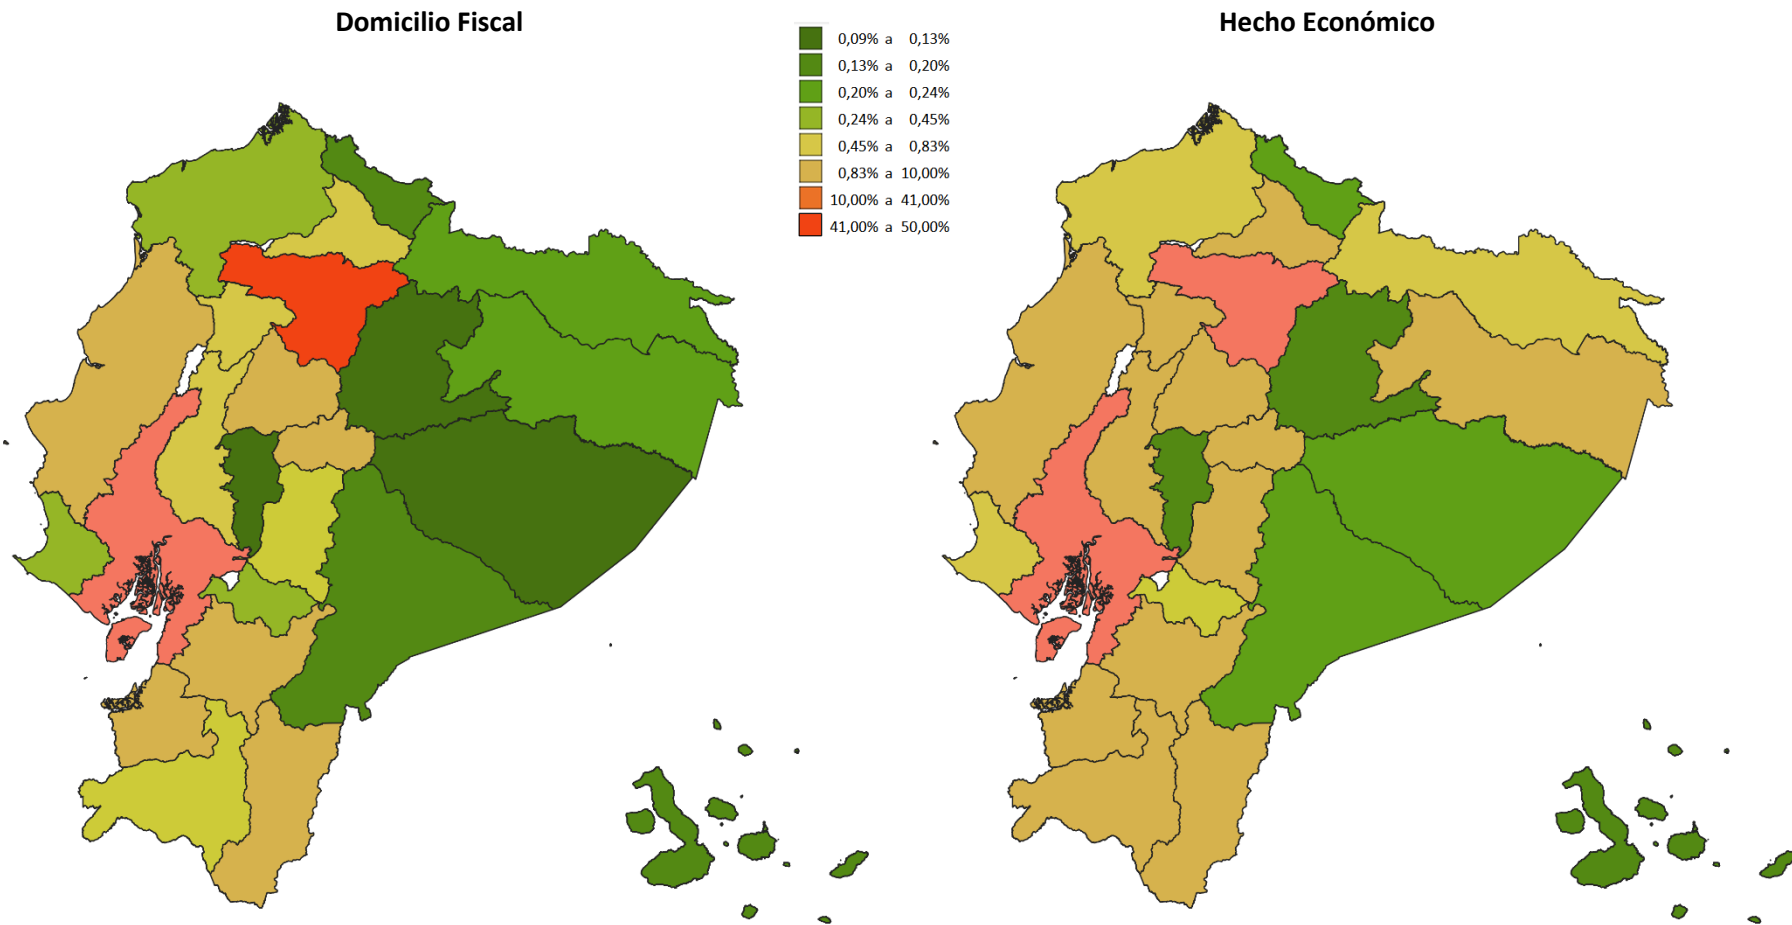 Domicilio Fiscal
Hecho Económico
0,09% a 0,13%
0,13% a 0,20%
0,20% a 0,24%
0,24% a 0,45%
0,45% a 0,83%
0,83% a 10,00%
10,00% a 41,00%
41,00% a 50,00%